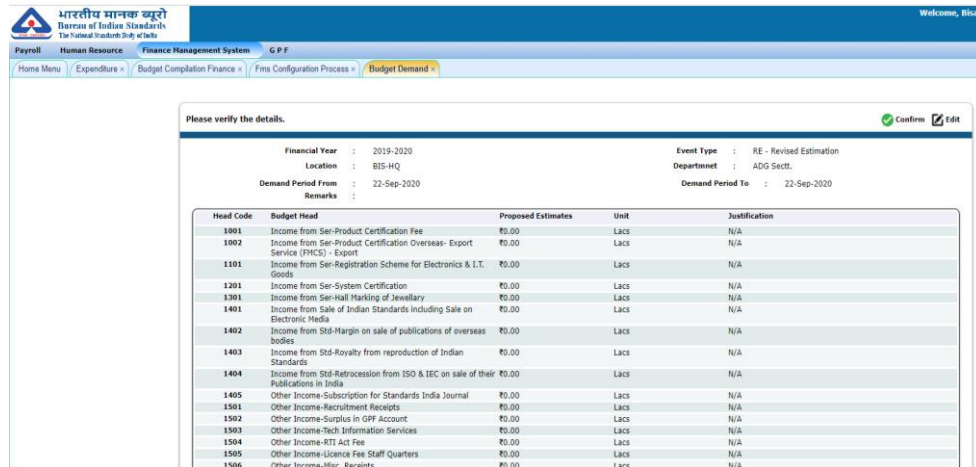 भारतीय मानक ब्यूरो
Bureau of Indian Standards
The National Standards Body of India
Welcome, Bisa
Payroll Human Resource Finance Management System G P F
Home Menu Expenditure × Budget Compilation Finance × Fms Configuration Process × Budget Demand ×
Please verify the details. Confirm Edit
Financial Year : 2019-2020 Event Type : RE - Revised Estimation
Location : BIS-HQ Departmnet : ADG Sectt.
Demand Period From : 22-Sep-2020 Demand Period To : 22-Sep-2020
Remarks :
Head Code Budget Head Proposed Estimates Unit Justification
1001 Income from Ser-Product Certification Fee ₹0.00 Lacs N/A
1002 Income from Ser-Product Certification Overseas- Export ₹0.00 Lacs N/A
Service (FMCS) - Export
1101 Income from Ser-Registration Scheme for Electronics & I.T. ₹0.00 Lacs N/A
Goods
1201 Income from Ser-System Certification ₹0.00 Lacs N/A
1301 Income from Ser-Hall Marking of Jewellary ₹0.00 Lacs N/A
1401 Income from Sale of Indian Standards including Sale on ₹0.00 Lacs N/A
Electronic Media
1402 Income from Std-Margin on sale of publications of overseas ₹0.00 Lacs N/A
bodies
1403 Income from Std-Royalty from reproduction of Indian ₹0.00 Lacs N/A
Standards
1404 Income from Std-Retrocession from ISO & IEC on sale of their ₹0.00 Lacs N/A
Publications in India
1405 Other Income-Subscription for Standards India Journal ₹0.00 Lacs N/A
1501 Other Income-Recruitment Receipts ₹0.00 Lacs N/A
1502 Other Income-Surplus in GPF Account ₹0.00 Lacs N/A
1503 Other Income-Tech Information Services ₹0.00 Lacs N/A
1504 Other Income-RTI Act Fee ₹0.00 Lacs N/A
1505 Other Income-Licence Fee Staff Quarters ₹0.00 Lacs N/A
1506 Other Income-Misc. Receipts ₹0.00 Lacs N/A